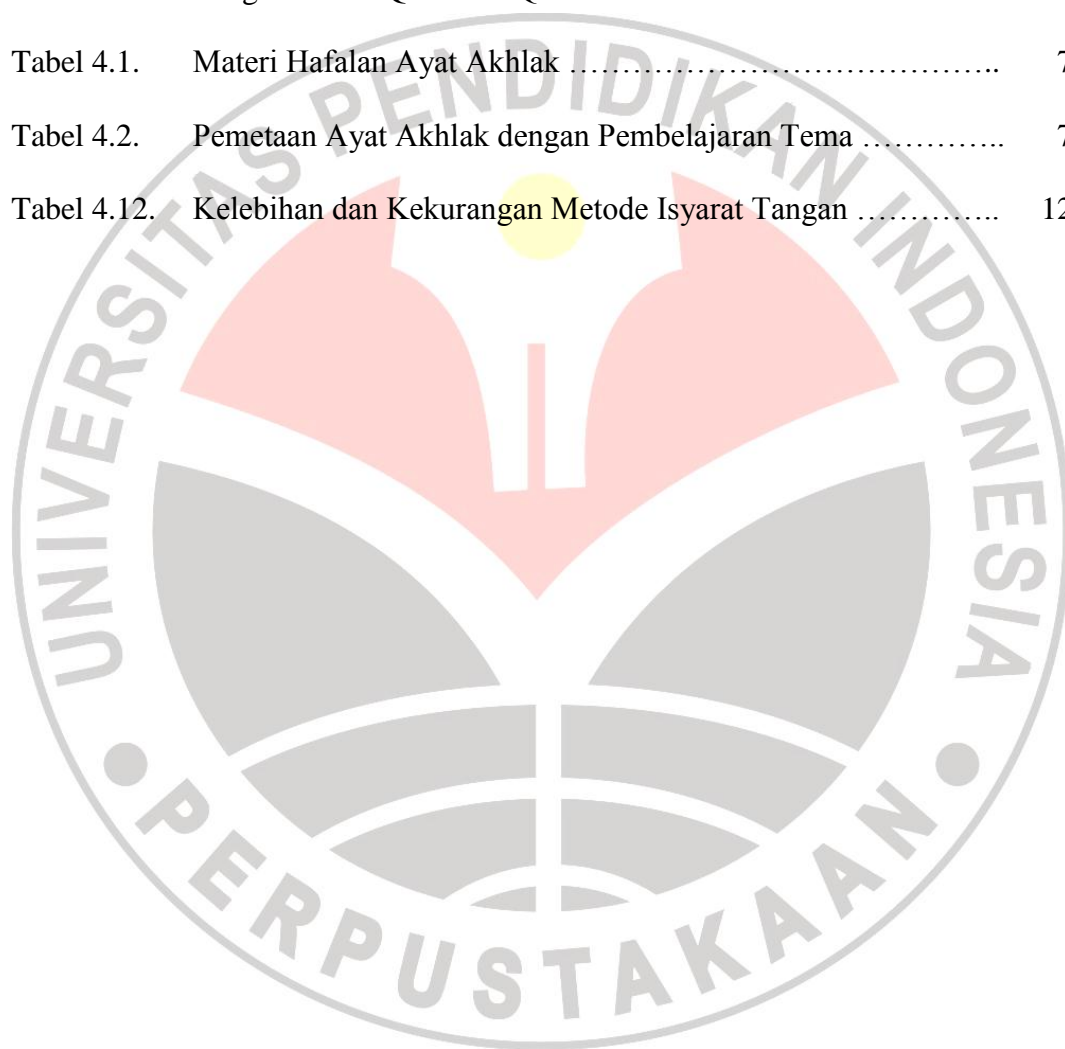 Tabel 4.1. Materi Hafalan Ayat Akhlak ………………………………….. 7
Tabel 4.2. Pemetaan Ayat Akhlak dengan Pembelajaran Tema ………….. 7
Tabel 4.12. Kelebihan dan Kekurangan Metode Isyarat Tangan ………….. 12
UNIVERSITAS PENDIDIKAN INDONESIA
PERPUSTAKAAN